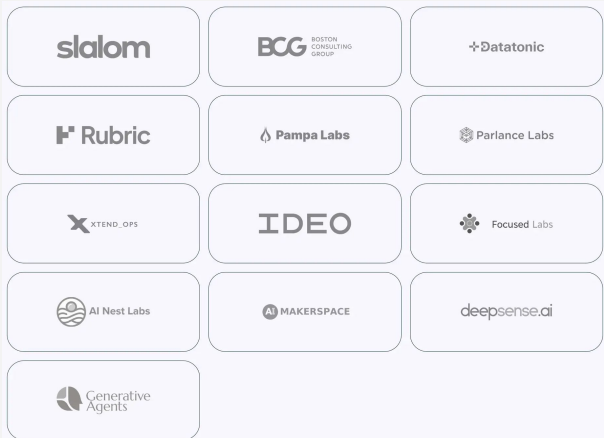 slalom
BCG BOSTON
CONSULTING
GROUP
Datatonic
Rubric
Pampa Labs
Parlance Labs
XTEND_OPS
IDEO
Focused Labs
AI Nest Labs
AI MAKERSPACE
deepsense.ai
Generative
Agents